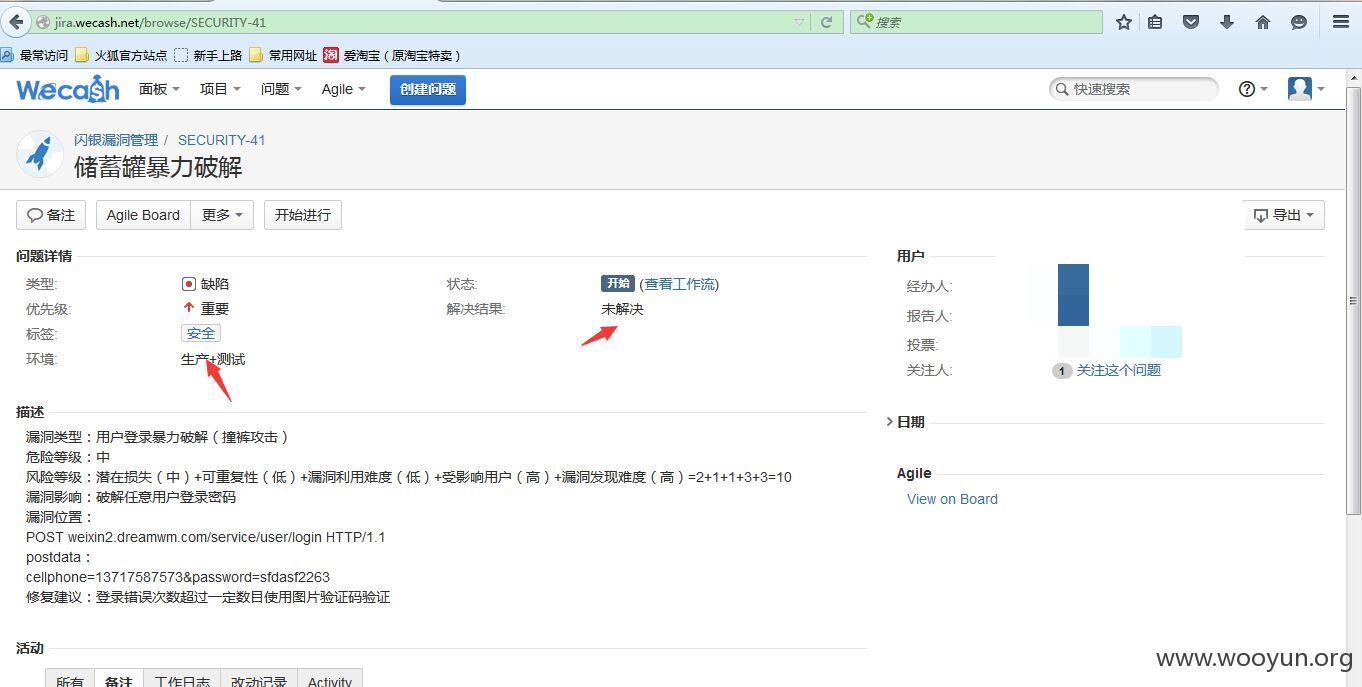 jira.wecash.net/browse/SECURITY-41
搜索
最常访问 火狐官方站点 新手上路 常用网址 淘 爱淘宝（原淘宝特卖）
Wecash 面板 项目 问题 Agile 创建问题 快速搜索
闪银漏洞管理 / SECURITY-41
储蓄罐暴力破解
备注 Agile Board 更多 开始进行 导出
问题详情
类型: 缺陷 状态: 开始 (查看工作流)
优先级: 重要 解决结果: 未解决
标签: 安全
环境: 生产+测试
用户
经办人:
报告人:
投票:
关注人: 1 关注这个问题
描述
漏洞类型：用户登录暴力破解（撞裤攻击）
危险等级：中
风险等级：潜在损失（中）+可重复性（低）+漏洞利用难度（低）+受影响用户（高）+漏洞发现难度（高）=2+1+1+3+3=10
漏洞影响：破解任意用户登录密码
漏洞位置：
POST weixin2.dreamwm.com/service/user/login HTTP/1.1
postdata：
cellphone=13717587573&password=sfdasf2263
修复建议：登录错误次数超过一定数目使用图片验证码验证
日期
Agile
View on Board
活动
所有 备注 工作日志 改动记录 Activity
www.wooyun.org